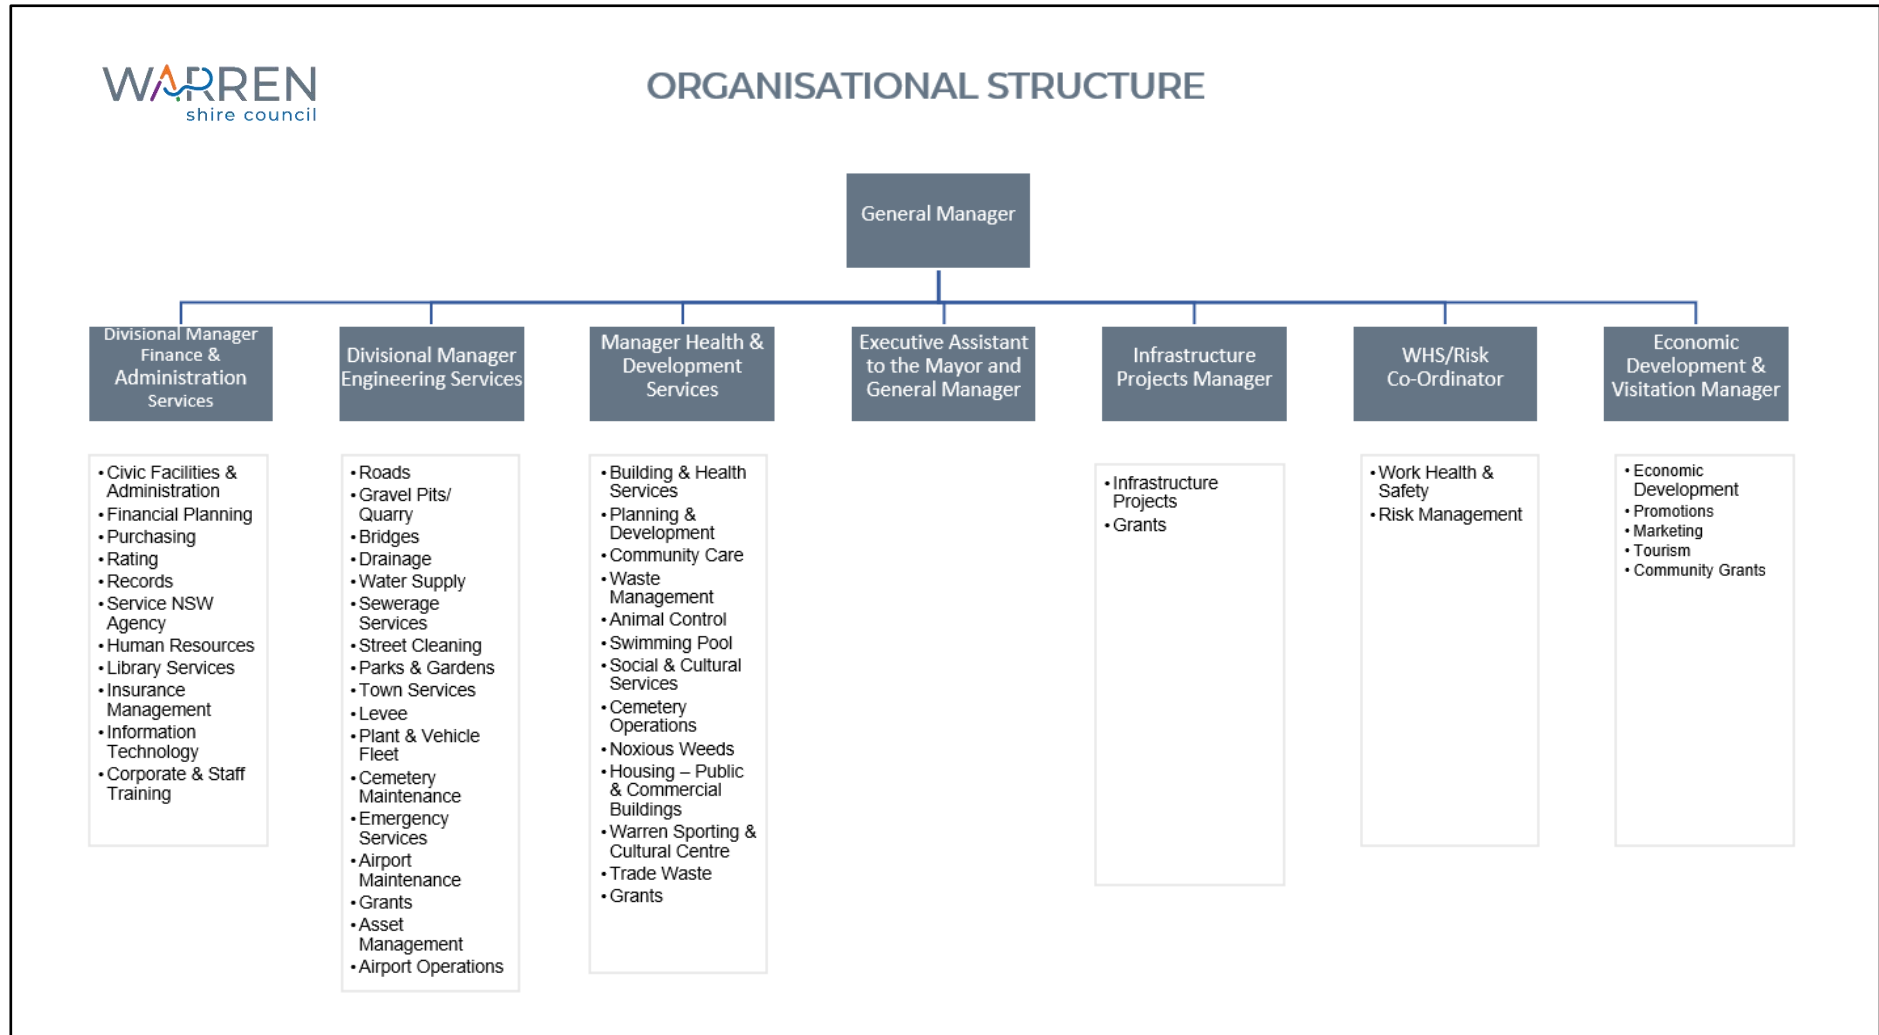 WARREN
shire council
ORGANISATIONAL STRUCTURE
General Manager
Divisional Manager
Finance &
Administration
Services
Divisional Manager
Engineering Services
Manager Health &
Development
Services
Executive Assistant
to the Mayor and
General Manager
Infrastructure
Projects Manager
WHS/Risk
Co-Ordinator
Economic
Development &
Visitation Manager
• Civic Facilities &
Administration
• Financial Planning
• Purchasing
• Rating
• Records
• Service NSW
Agency
• Human Resources
• Library Services
• Insurance
Management
• Information
Technology
• Corporate & Staff
Training
• Roads
• Gravel Pits/
Quarry
• Bridges
• Drainage
• Water Supply
• Sewerage
Services
• Street Cleaning
• Parks & Gardens
• Town Services
• Levee
• Plant & Vehicle
Fleet
• Cemetery
Maintenance
• Emergency
Services
• Airport
Maintenance
• Grants
• Asset
Management
• Airport Operations
• Building & Health
Services
• Planning &
Development
• Community Care
• Waste
Management
• Animal Control
• Swimming Pool
• Social & Cultural
Services
• Cemetery
Operations
• Noxious Weeds
• Housing – Public
& Commercial
Buildings
• Warren Sporting &
Cultural Centre
• Trade Waste
• Grants
• Infrastructure
Projects
• Grants
• Work Health &
Safety
• Risk Management
• Economic
Development
• Promotions
• Marketing
• Tourism
• Community Grants